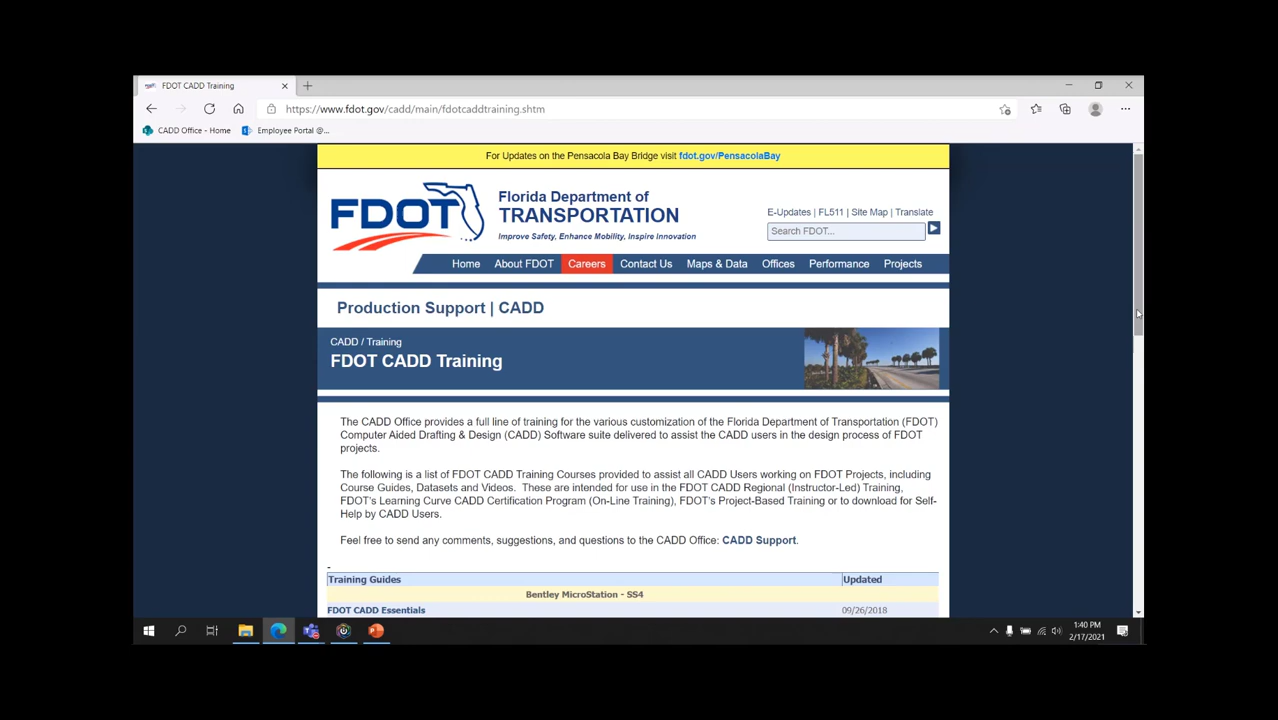 FDOT CADD Training
https://www.fdot.gov/cadd/main/fdotcaddtraining.shtm
CADD Office - Home
Employee Portal @...
For Updates on the Pensacola Bay Bridge visit fdot.gov/PensacolaBay
FDOT
Florida Department of
TRANSPORTATION
Improve Safety, Enhance Mobility, Inspire Innovation
E-Updates | FL511 | Site Map | Translate
Search FDOT...
Home About FDOT Careers Contact Us Maps & Data Offices Performance Projects
Production Support | CADD
CADD / Training
FDOT CADD Training
The CADD Office provides a full line of training for the various customization of the Florida Department of Transportation (FDOT)
Computer Aided Drafting & Design (CADD) Software suite delivered to assist the CADD users in the design process of FDOT
projects.
The following is a list of FDOT CADD Training Courses provided to assist all CADD Users working on FDOT Projects, including
Course Guides, Datasets and Videos. These are intended for use in the FDOT CADD Regional (Instructor-Led) Training,
FDOT's Learning Curve CADD Certification Program (On-Line Training), FDOT's Project-Based Training or to download for Self-
Help by CADD Users.
Feel free to send any comments, suggestions, and questions to the CADD Office: CADD Support.
-
Training Guides Updated
Bentley MicroStation - SS4
FDOT CADD Essentials 09/26/2018
1:40 PM
2/17/2021